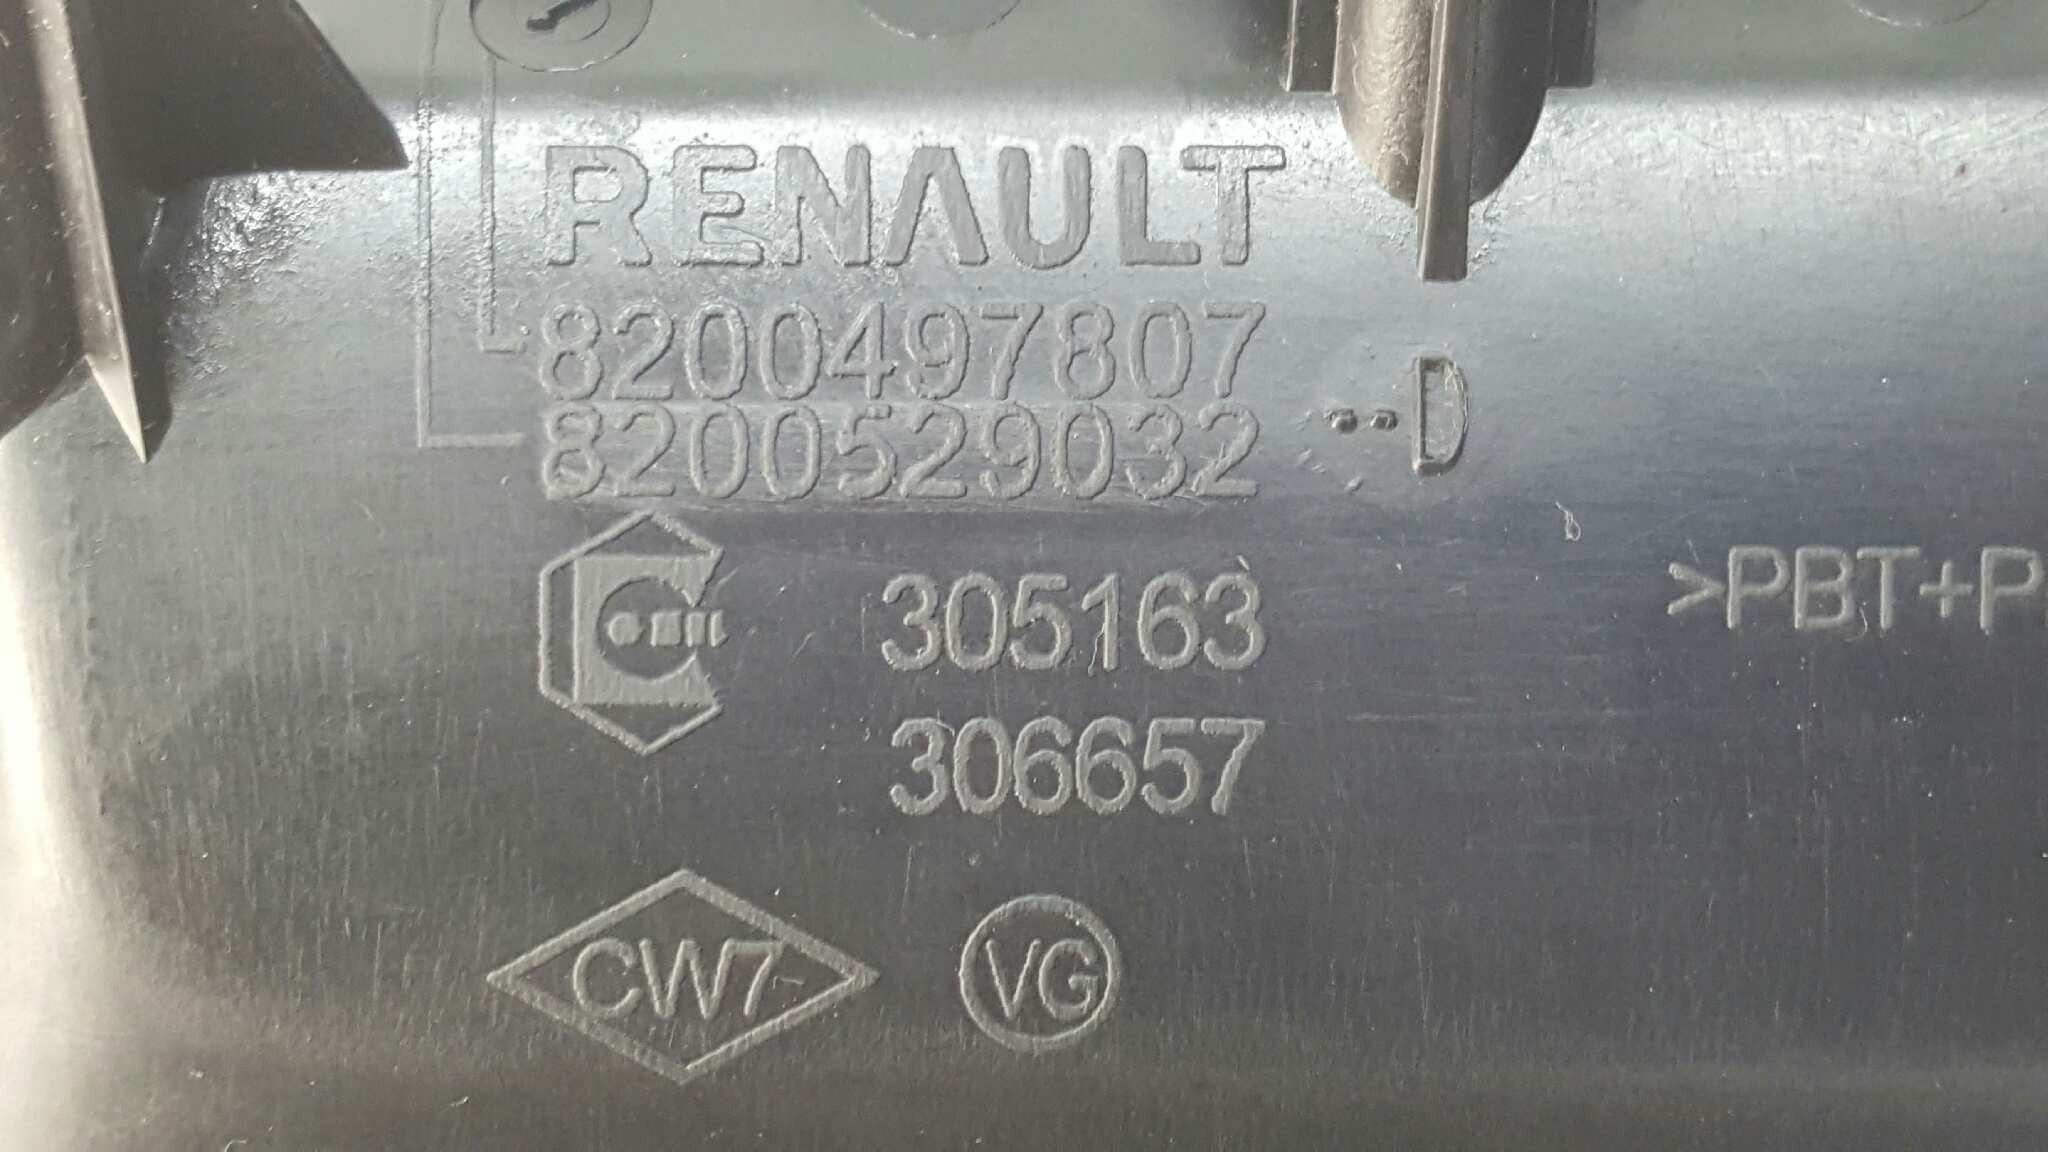 RENAULT
8200497807
8200529032 --D
305163
>PBT+P
306657
CW7
VG